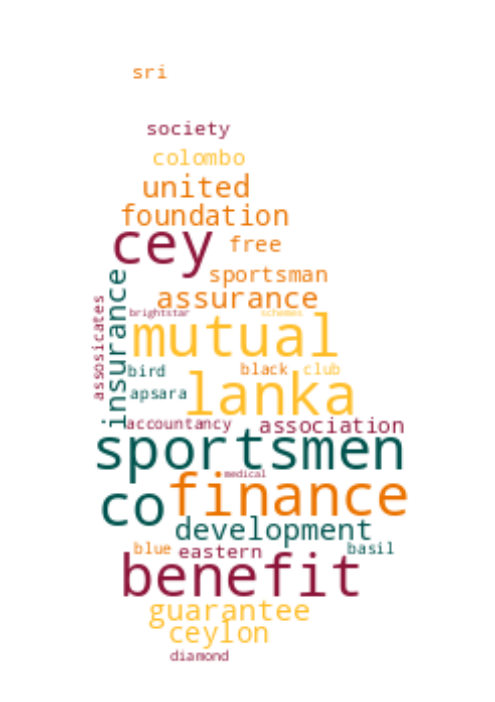 sri
society
colombo
united
foundation
cey
free
sportsman
insurance
assurance
assosicates
brightstar
schemes
mutual
bird
black
club
apsara
lanka
accountancy
association
sportsmen
medical
co
finance
development
blue
eastern
basil
benefit
guarantee
ceylon
diamond